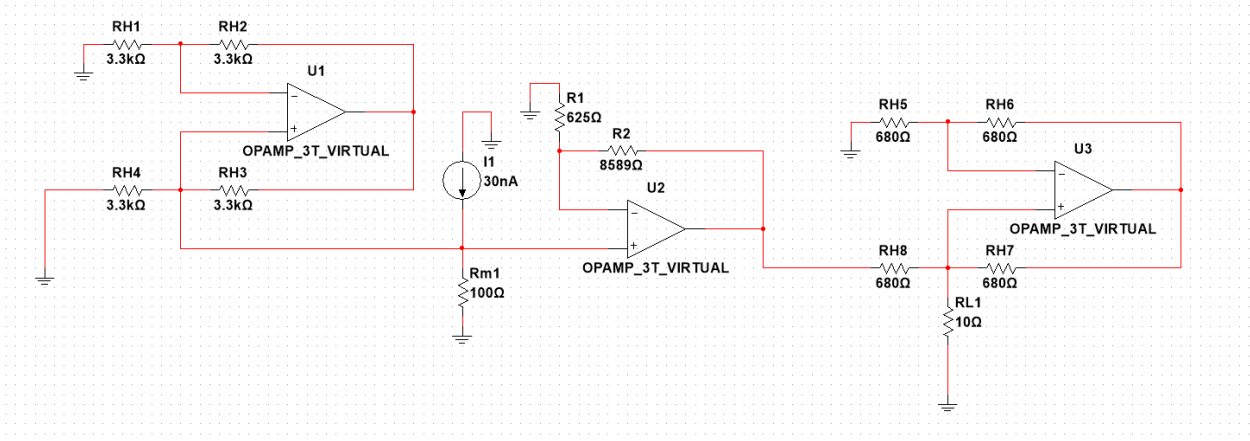 RH1
3.3kΩ
RH2
3.3kΩ
U1
OPAMP_3T_VIRTUAL
RH4
3.3kΩ
RH3
3.3kΩ
I1
30nA
Rm1
100Ω
R1
625Ω
R2
8589Ω
U2
OPAMP_3T_VIRTUAL
RH5
680Ω
RH6
680Ω
U3
OPAMP_3T_VIRTUAL
RH8
680Ω
RH7
680Ω
RL1
10Ω